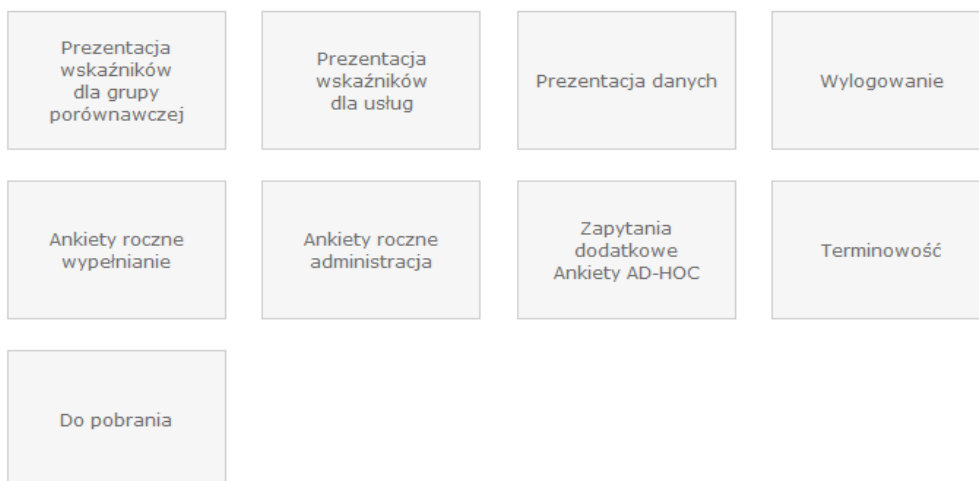 Prezentacja
wskaźników
dla grupy
porównawczej
Prezentacja
wskaźników
dla usług
Prezentacja danych
Wylogowanie
Ankiety roczne
wypełnianie
Ankiety roczne
administracja
Zapytania
dodatkowe
Ankiety AD-HOC
Terminowość
Do pobrania